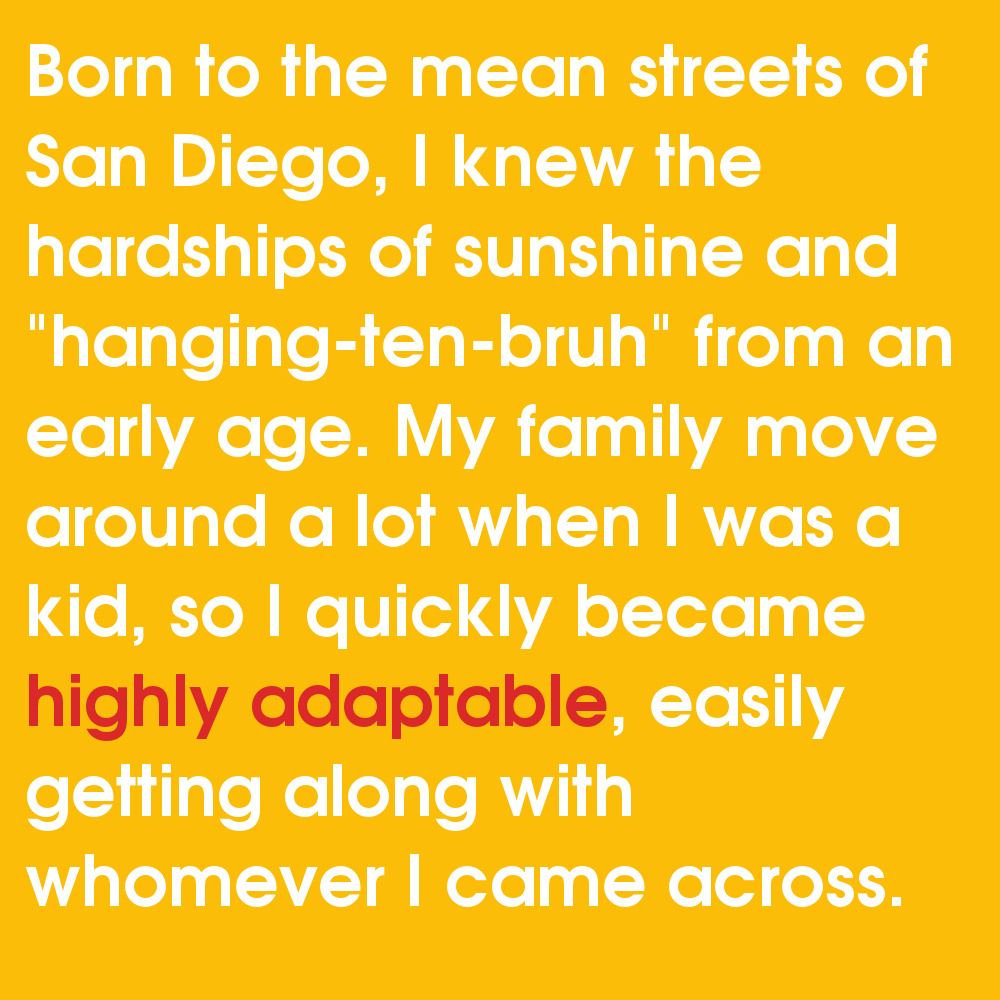 Born to the mean streets of
San Diego, I knew the
hardships of sunshine and
"hanging-ten-bruh" from an
early age. My family move
around a lot when I was a
kid, so I quickly became
highly adaptable, easily
getting along with
whomever I came across.